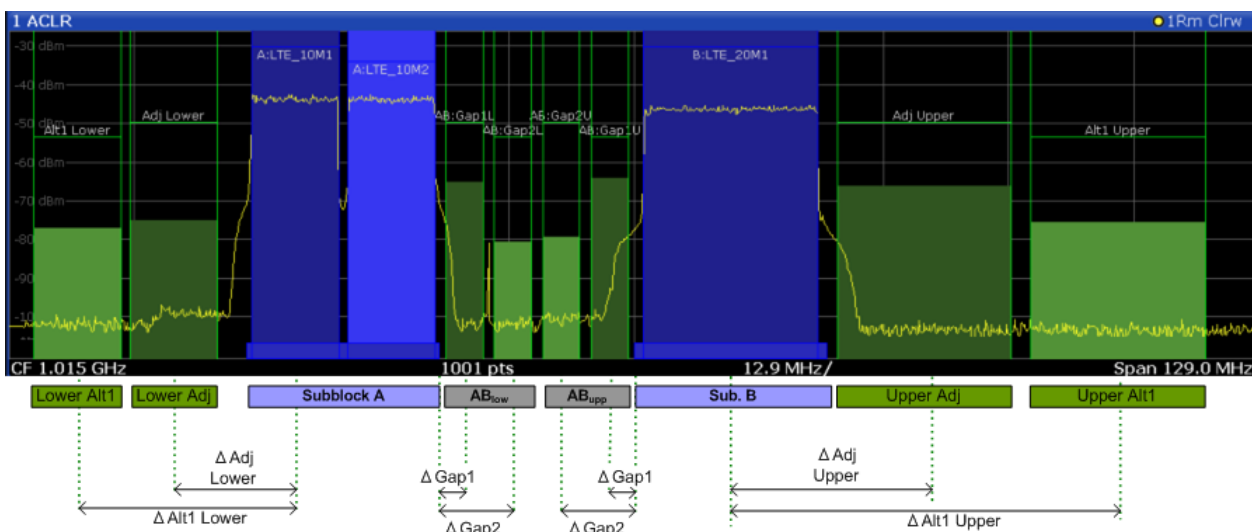 1 ACLR
1Rm Clrw
-30 dBm
A:LTE_10M1
B:LTE_20M1
-40 dBm
A:LTE_10M2
-50 dBm
Adj Lower
AB:Gap1L
AB:Gap2U
Adj Upper
Alt1 Lower
AB:Gap2L
AB:Gap1U
Alt1 Upper
-60 dBm
-70 dBm
-80
-90
CF 1.015 GHz
1001 pts
12.9 MHz/
Span 129.0 MHz
Lower Alt1
Lower Adj
Subblock A
ABlow
ABupp
Sub. B
Upper Adj
Upper Alt1
Δ Adj
Lower
Δ Gap1
Δ Gap1
Δ Adj
Upper
Δ Alt1 Lower
Δ Gap2
Δ Gap2
Δ Alt1 Upper